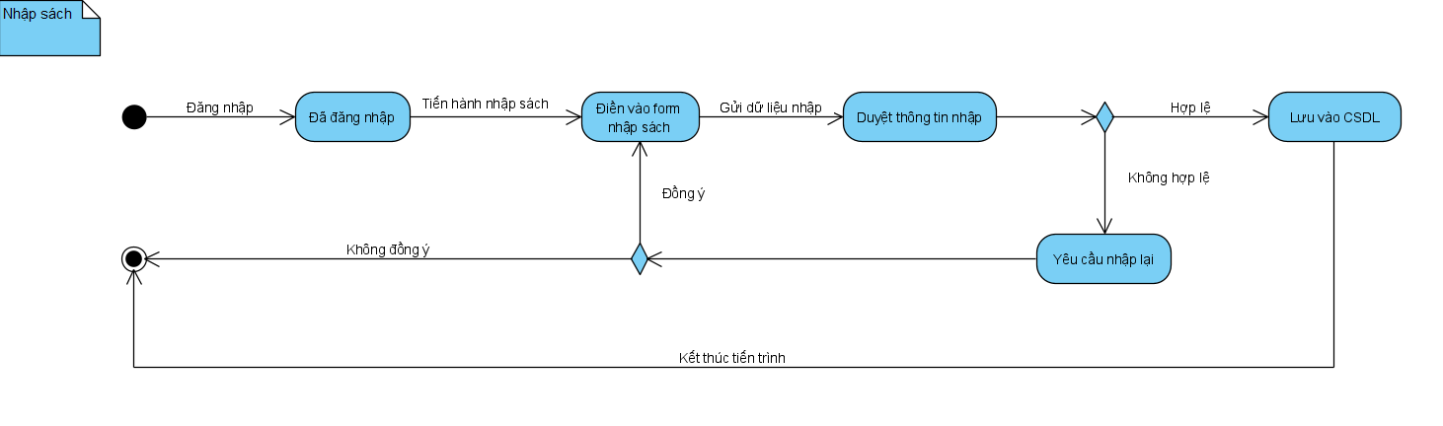 Nhập sách
Đăng nhập
Đã đăng nhập
Tiến hành nhập sách
Điền vào form
nhập sách
Gửi dữ liệu nhập
Duyệt thông tin nhập
Hợp lệ
Lưu vào CSDL
Không hợp lệ
Đồng ý
Không đồng ý
Yêu cầu nhập lại
Kết thúc tiến trình